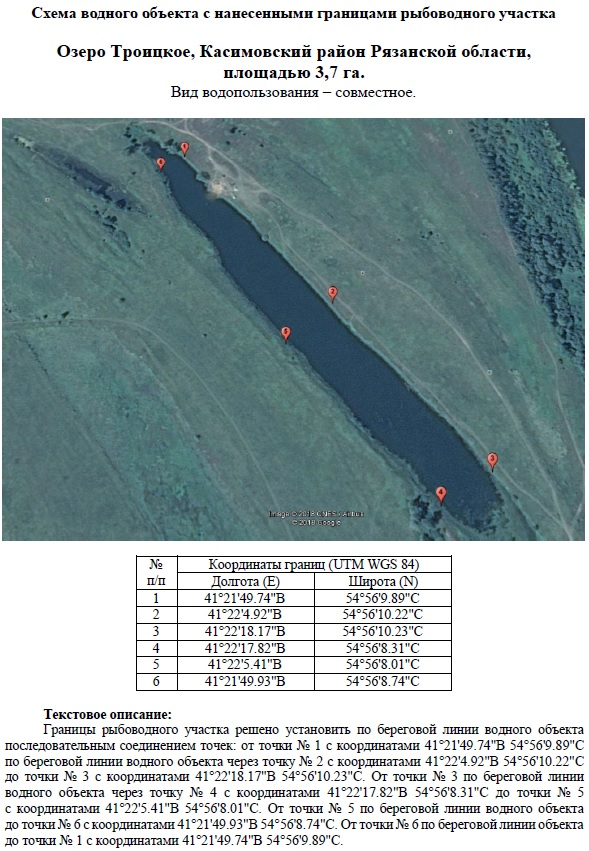 Схема водного объекта с нанесенными границами рыбоводного участка
Озеро Троицкое, Касимовский район Рязанской области,
площадью 3,7 га.
Вид водопользования – совместное.
1
6
2
5
3
4
Image © 2018 CNES / Airbus
© 2018 Google
№ п/п Координаты границ (UTM WGS 84)
Долгота (E) Широта (N)
1 41°21'49.74"В 54°56'9.89"С
2 41°22'4.92"В 54°56'10.22"С
3 41°22'18.17"В 54°56'10.23"С
4 41°22'17.82"В 54°56'8.31"С
5 41°22'5.41"В 54°56'8.01"С
6 41°21'49.93"В 54°56'8.74"С
Текстовое описание:
Границы рыбоводного участка решено установить по береговой линии водного объекта
последовательным соединением точек: от точки № 1 с координатами 41°21'49.74"В 54°56'9.89"С
по береговой линии водного объекта через точку № 2 с координатами 41°22'4.92"В 54°56'10.22"С
до точки № 3 с координатами 41°22'18.17"В 54°56'10.23"С. От точки № 3 по береговой линии
водного объекта через точку № 4 с координатами 41°22'17.82"В 54°56'8.31"С до точки № 5
с координатами 41°22'5.41"В 54°56'8.01"С. От точки № 5 по береговой линии водного объекта
до точки № 6 с координатами 41°21'49.93"В 54°56'8.74"С. От точки № 6 по береговой линии объекта
до точки № 1 с координатами 41°21'49.74"В 54°56'9.89"С.